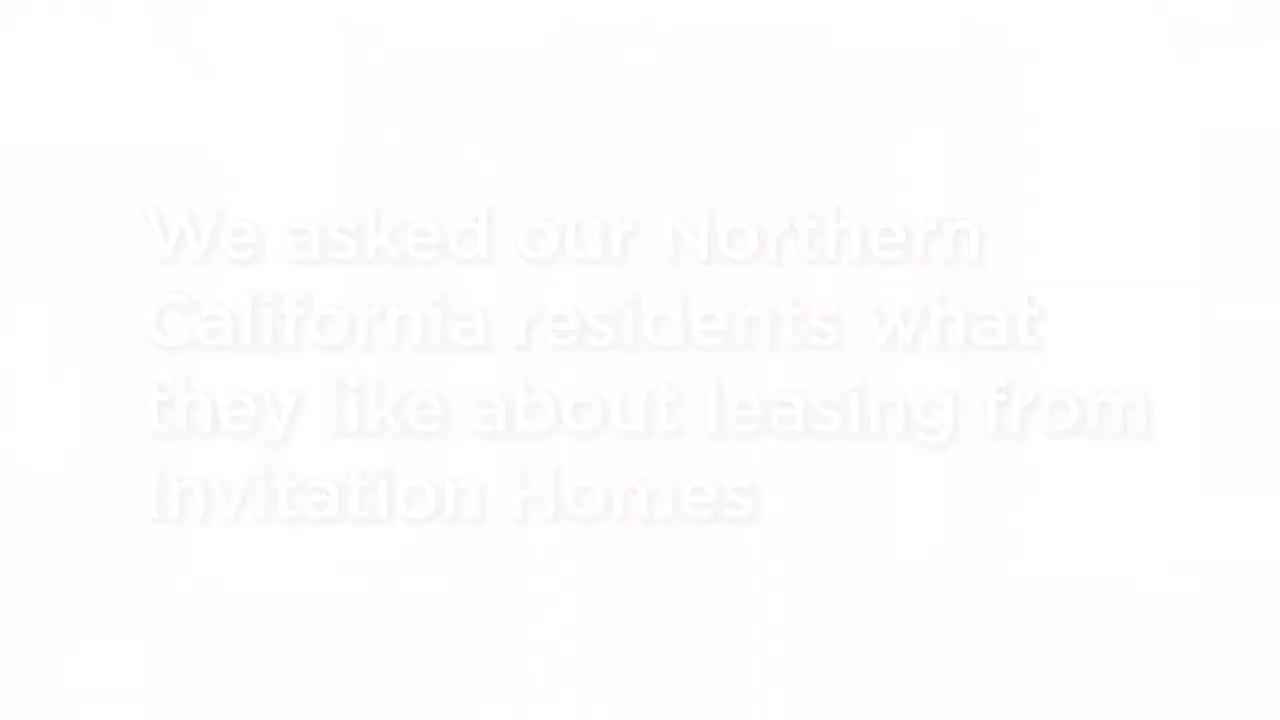 We asked our Northern
California residents what
they like about leasing from
Invitation Homes